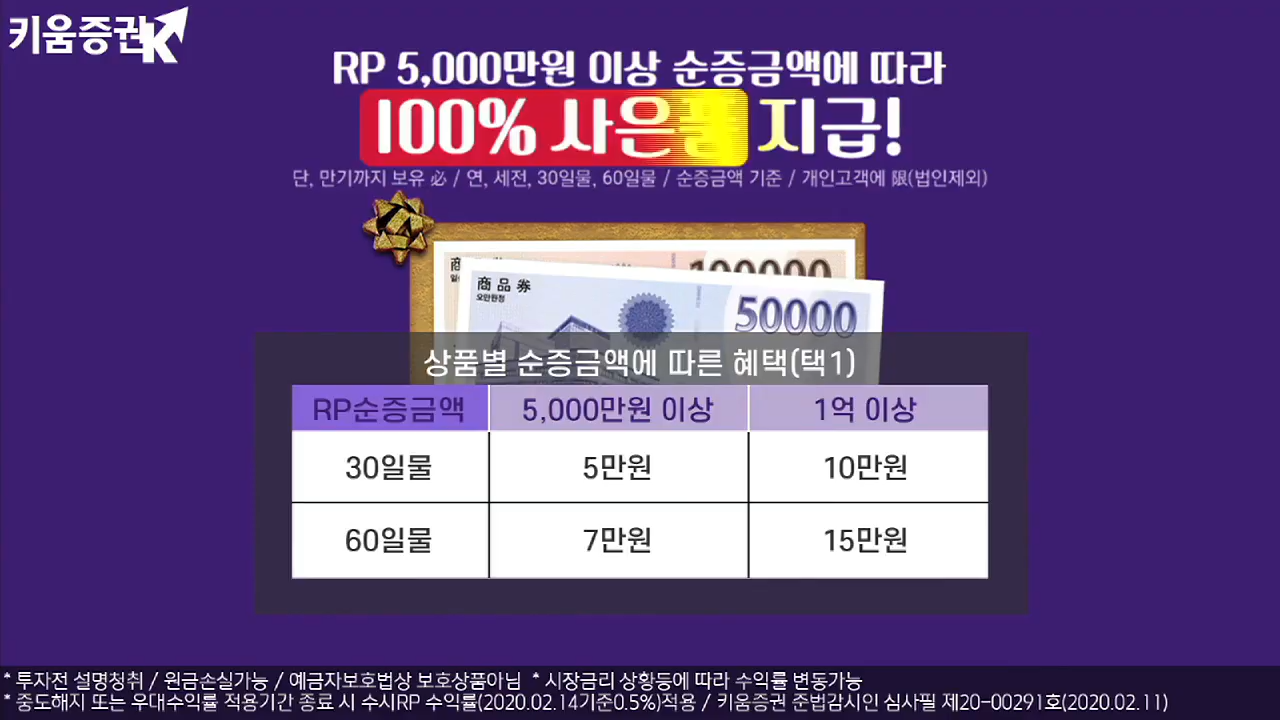 키움증권K
RP 5,000만원 이상 순증금액에 따라
100% 사은품 지급!
단, 만기까지 보유 必 / 연, 세전, 30일물, 60일물 / 순증금액 기준 / 개인고객에 限(법인제외)
100000
商品券
오만원정
50000
상품별 순증금액에 따른 혜택(택1)
RP순증금액 5,000만원 이상 1억 이상
30일물 5만원 10만원
60일물 7만원 15만원
* 투자전 설명청취 / 원금손실가능 / 예금자보호법상 보호상품아님 * 시장금리 상황등에 따라 수익률 변동가능
* 중도해지 또는 우대수익률 적용기간 종료 시 수시RP 수익률(2020.02.14기준0.5%)적용 / 키움증권 준법감시인 심사필 제20-00291호(2020.02.11)